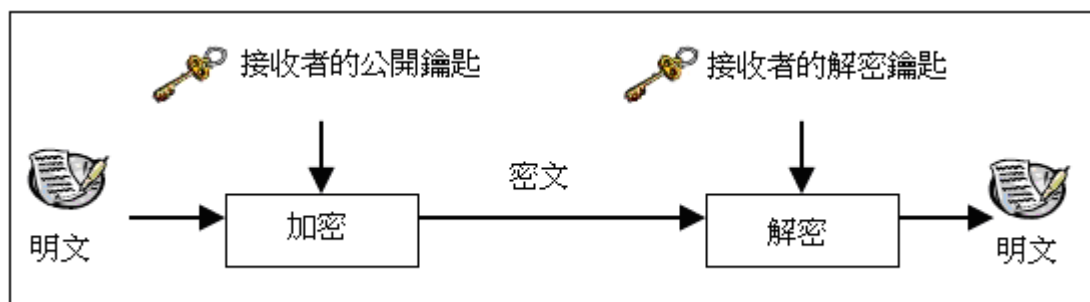 接收者的公開鑰匙
接收者的解密鑰匙
密文
加密
解密
明文
明文